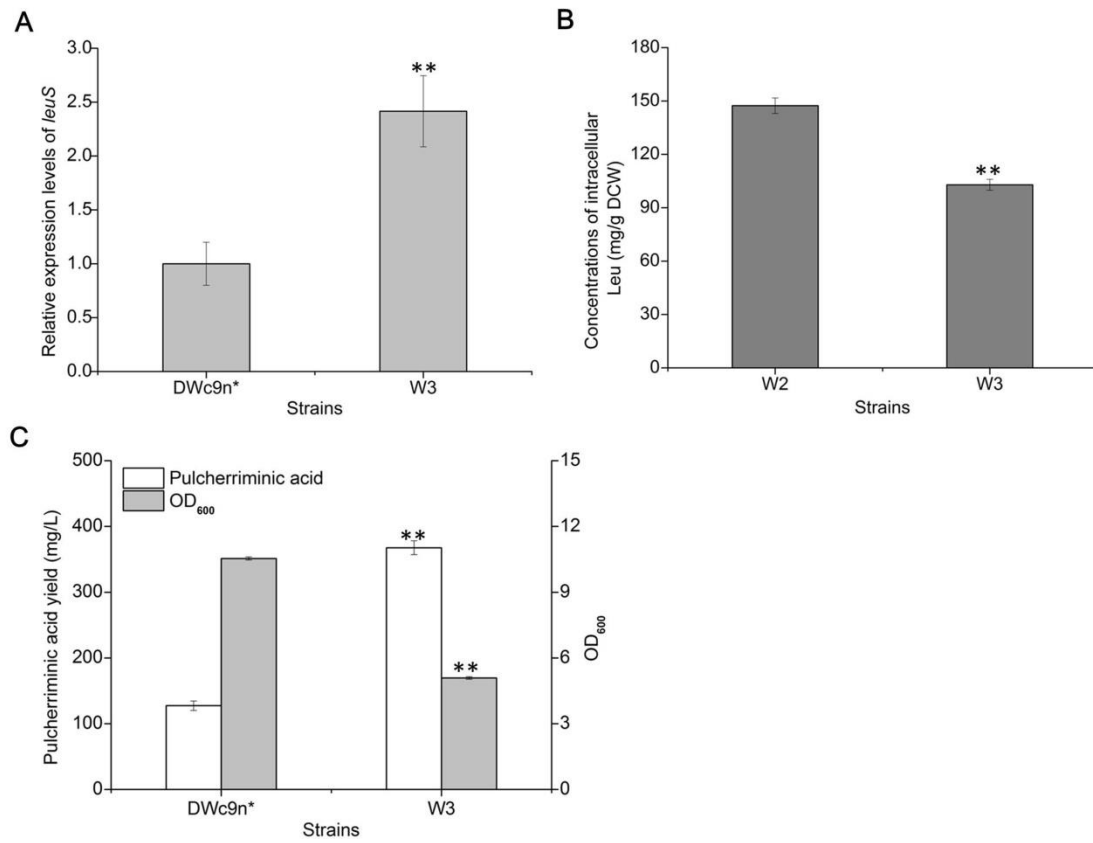 A
Relative expression levels of leuS
3.0
2.5
2.0
1.5
1.0
0.5
0.0
**
DWc9n*
W3
Strains
B
Concentrations of intracellular
Leu (mg/g DCW)
180
150
120
90
60
30
0
**
W2
W3
Strains
C
Pulcherriminic acid yield (mg/L)
500
400
300
200
100
0
Pulcherriminic acid
OD600
**
**
15
12
9
6
3
0
OD600
DWc9n*
W3
Strains